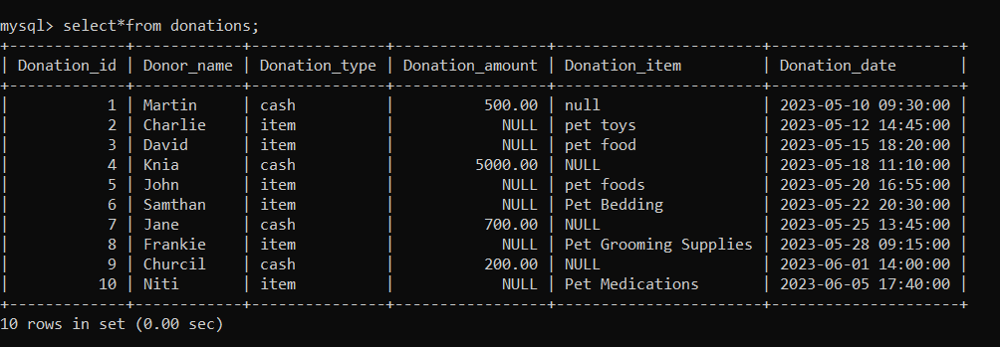 mysql> select*from donations;
+-------------+------------+---------------+-----------------+-----------------------+---------------------+
| Donation_id | Donor_name | Donation_type | Donation_amount | Donation_item         | Donation_date       |
+-------------+------------+---------------+-----------------+-----------------------+---------------------+
|           1 | Martin     | cash          |          500.00 | null                  | 2023-05-10 09:30:00 |
|           2 | Charlie    | item          |            NULL | pet toys              | 2023-05-12 14:45:00 |
|           3 | David      | item          |            NULL | pet food              | 2023-05-15 18:20:00 |
|           4 | Knia       | cash          |         5000.00 | NULL                  | 2023-05-18 11:10:00 |
|           5 | John       | item          |            NULL | pet foods             | 2023-05-20 16:55:00 |
|           6 | Samthan    | item          |            NULL | Pet Bedding           | 2023-05-22 20:30:00 |
|           7 | Jane       | cash          |          700.00 | NULL                  | 2023-05-25 13:45:00 |
|           8 | Frankie    | item          |            NULL | Pet Grooming Supplies | 2023-05-28 09:15:00 |
|           9 | Churcil    | cash          |          200.00 | NULL                  | 2023-06-01 14:00:00 |
|          10 | Niti       | item          |            NULL | Pet Medications       | 2023-06-05 17:40:00 |
+-------------+------------+---------------+-----------------+-----------------------+---------------------+
10 rows in set (0.00 sec)